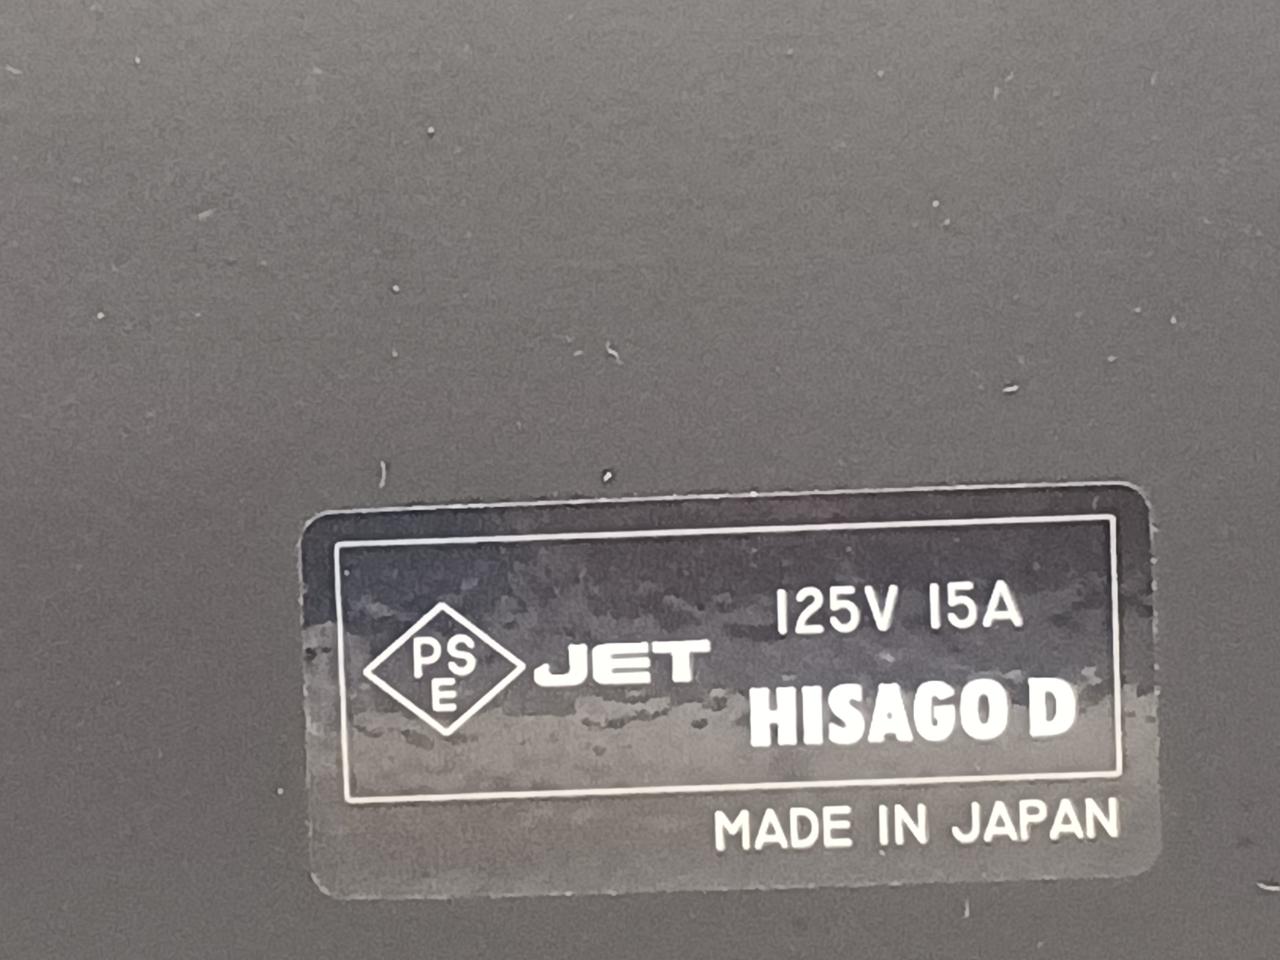 PS
E
JET
125V 15A
HISAGO D
MADE IN JAPAN